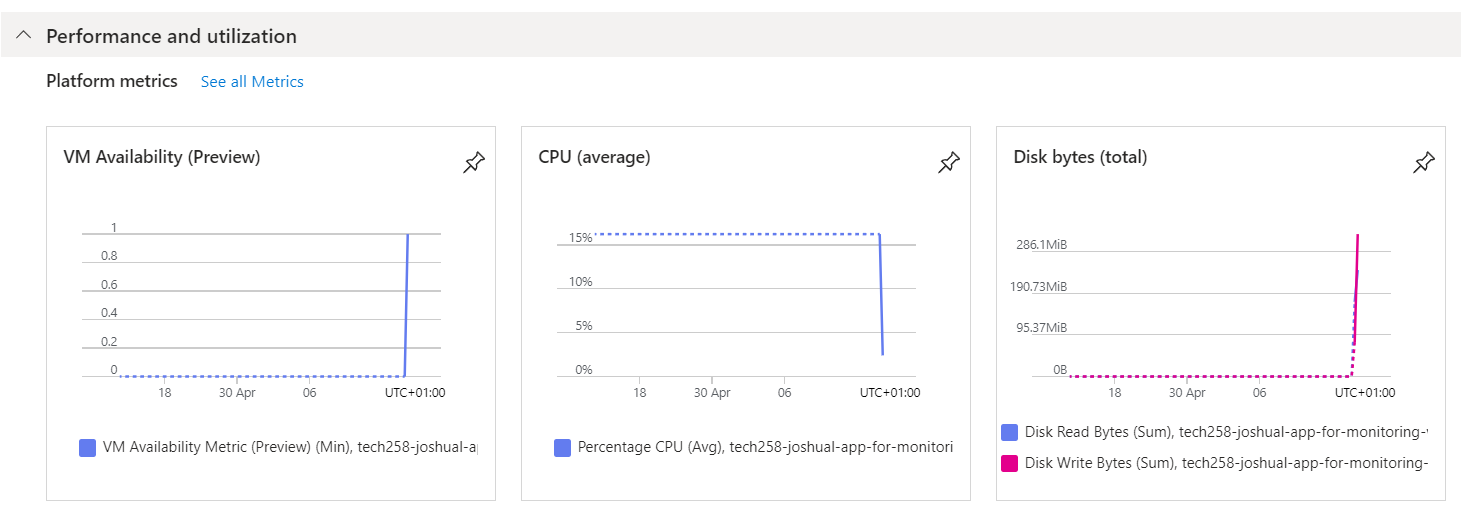 Performance and utilization
Platform metrics See all Metrics
VM Availability (Preview)
1
0.8
0.6
0.4
0.2
0
18 30 Apr 06 UTC+01:00
VM Availability Metric (Preview) (Min), tech258-joshual-a
CPU (average)
15%
10%
5%
0%
18 30 Apr 06 UTC+01:00
Percentage CPU (Avg), tech258-joshual-app-for-monitori
Disk bytes (total)
286.1MiB
190.73MiB
95.37MiB
0B
18 30 Apr 06 UTC+01:00
Disk Read Bytes (Sum), tech258-joshual-app-for-monitoring-
Disk Write Bytes (Sum), tech258-joshual-app-for-monitoring-